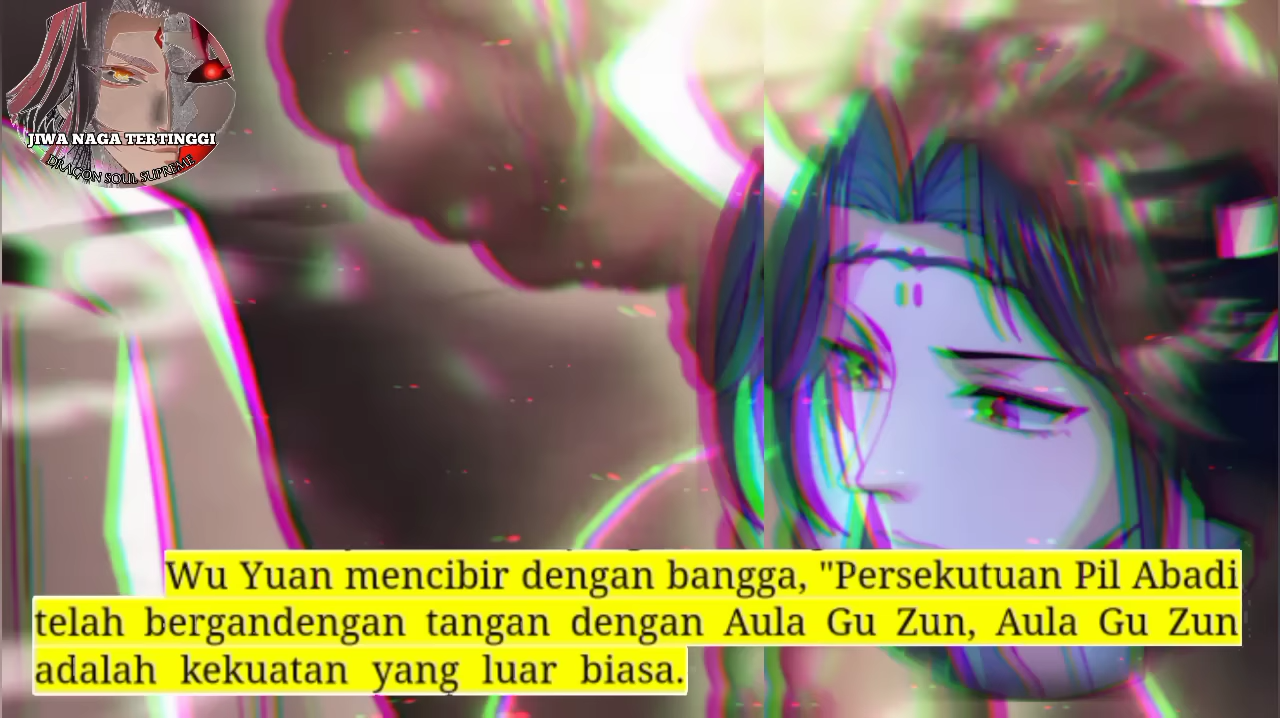 JIWA NAGA TERTINGGI
DRAGON SOUL SUPREME
Wu Yuan mencibir dengan bangga, "Persekutuan Pil Abadi
telah bergandengan tangan dengan Aula Gu Zun, Aula Gu Zun
adalah kekuatan yang luar biasa.